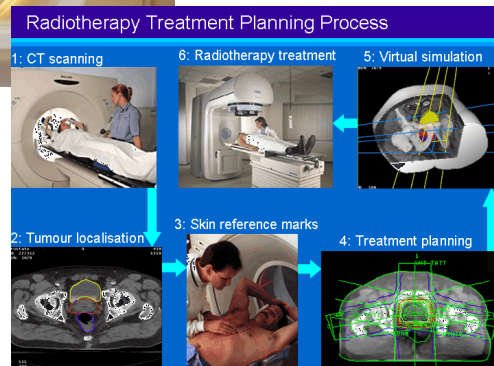 Radiotherapy Treatment Planning Process
1: CT scanning
6: Radiotherapy treatment
5: Virtual simulation
PHILIPS
2: Tumour localisation
3: Skin reference marks
4: Treatment planning